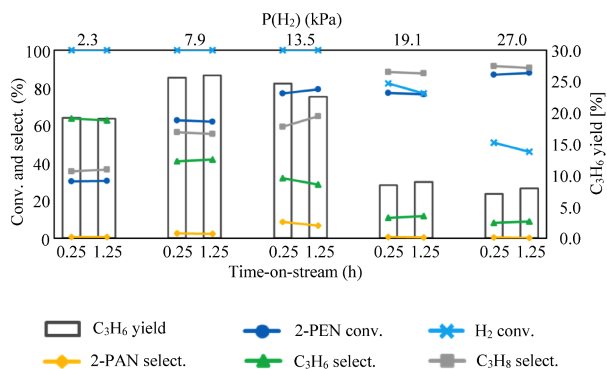 P(H₂) (kPa)
2.3 7.9 13.5 19.1 27.0
100 30.0
80 25.0
60 20.0
40 15.0
20 10.0
0 5.0
0.0
Conv. and select. (%)
C₃H₆ yield [%]
0.25 1.25 0.25 1.25 0.25 1.25 0.25 1.25 0.25 1.25
Time-on-stream (h)
C₃H₆ yield 2-PEN conv. H₂ conv.
2-PAN select. C₃H₆ select. C₃H₈ select.